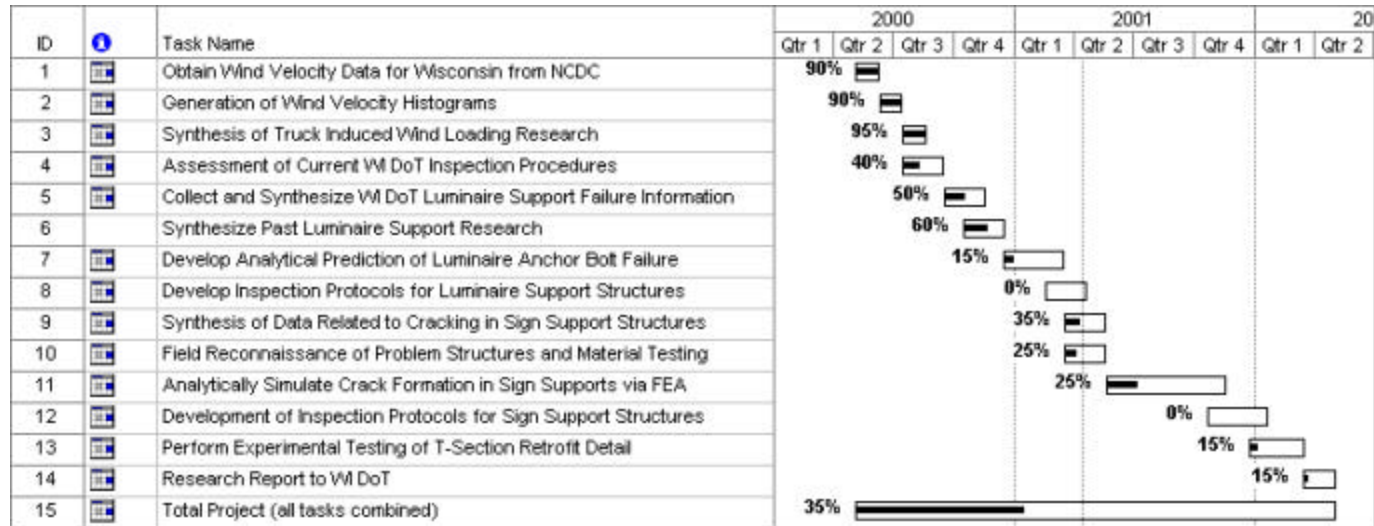 2000 2001 20
ID Task Name Qtr 1 Qtr 2 Qtr 3 Qtr 4 Qtr 1 Qtr 2 Qtr 3 Qtr 4 Qtr 1 Qtr 2
1 Obtain Wind Velocity Data for Wisconsin from NCDC 90%
2 Generation of Wind Velocity Histograms 90%
3 Synthesis of Truck Induced Wind Loading Research 95%
4 Assessment of Current WI DoT Inspection Procedures 40%
5 Collect and Synthesize WI DoT Luminaire Support Failure Information 50%
6 Synthesize Past Luminaire Support Research 60%
7 Develop Analytical Prediction of Luminaire Anchor Bolt Failure 15%
8 Develop Inspection Protocols for Luminaire Support Structures 0%
9 Synthesis of Data Related to Cracking in Sign Support Structures 35%
10 Field Reconnaissance of Problem Structures and Material Testing 25%
11 Analytically Simulate Crack Formation in Sign Supports via FEA 25%
12 Development of Inspection Protocols for Sign Support Structures 0%
13 Perform Experimental Testing of T-Section Retrofit Detail 15%
14 Research Report to WI DoT 15%
15 Total Project (all tasks combined) 35%